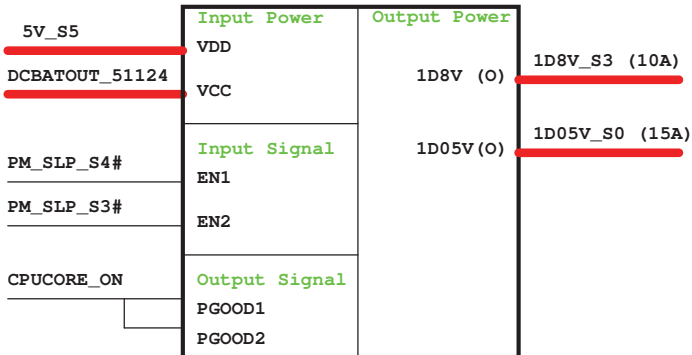 5V_S5
DCBATOUT_51124
PM_SLP_S4#
PM_SLP_S3#
CPUCORE_ON
Input Power
VDD
VCC
Input Signal
EN1
EN2
Output Signal
PGOOD1
PGOOD2
Output Power
1D8V (O)
1D05V(O)
1D8V_S3 (10A)
1D05V_S0 (15A)